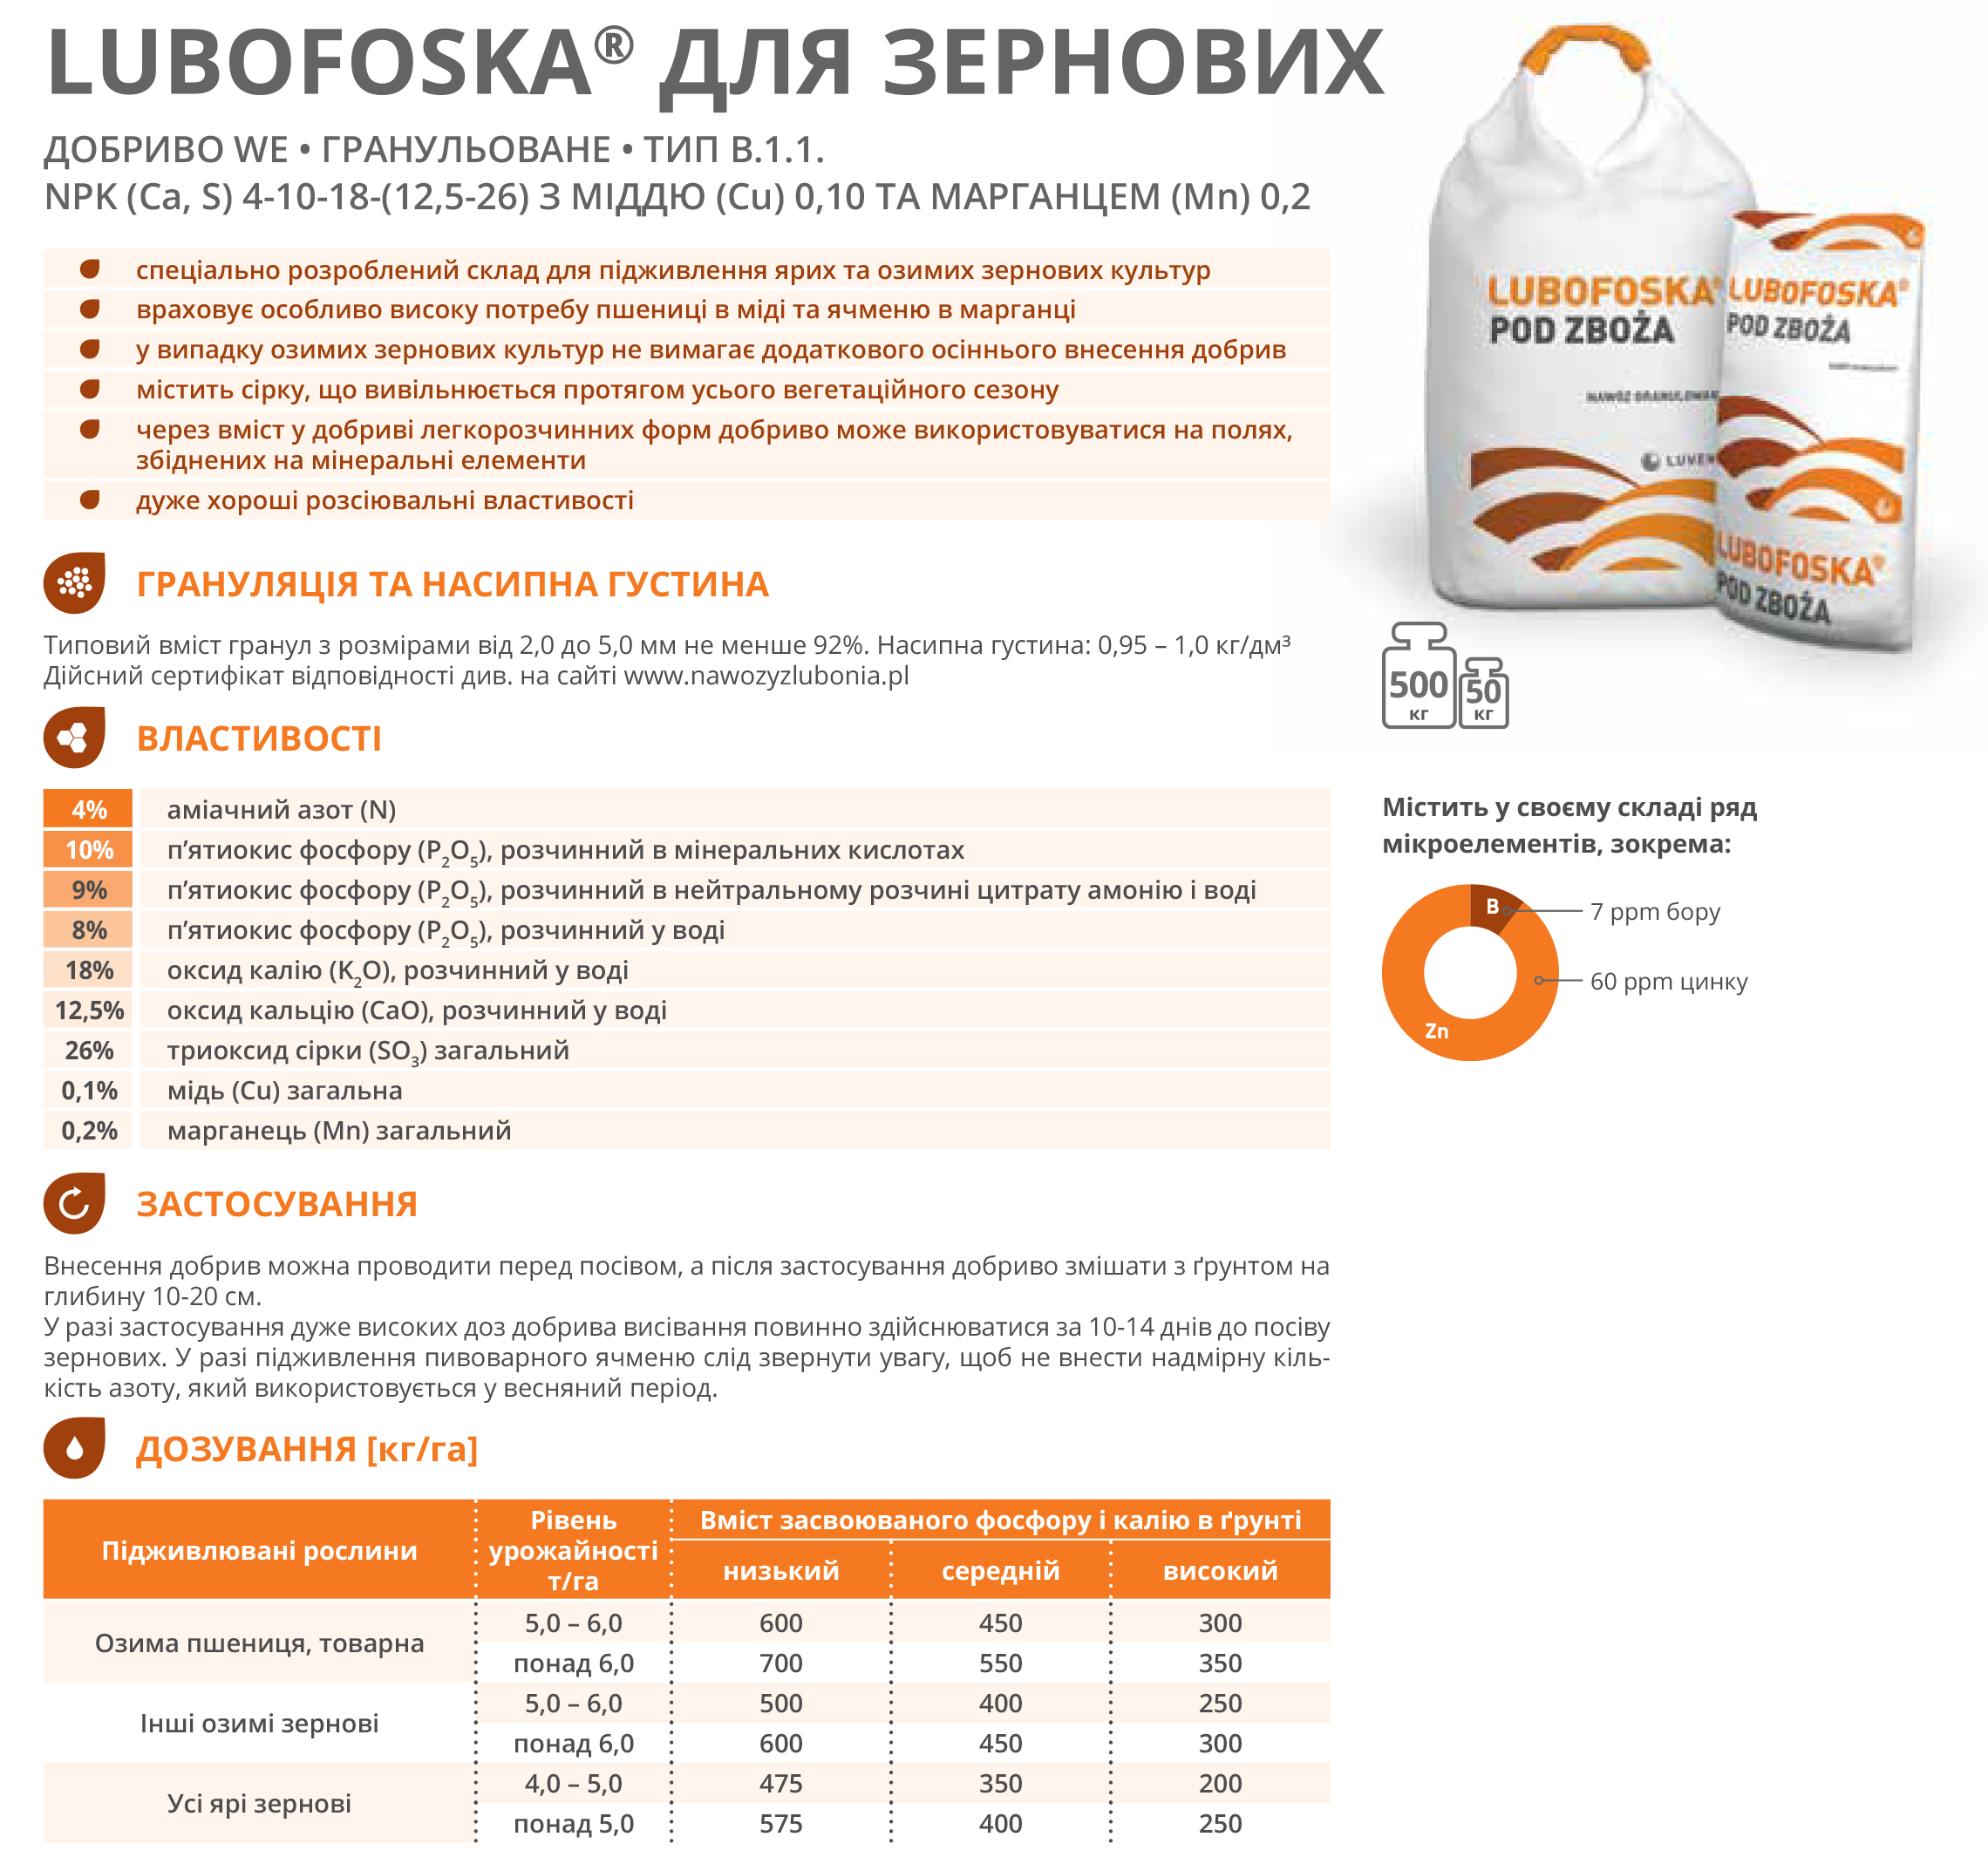 LUBOFOSKA® ДЛЯ ЗЕРНОВИХ
ДОБРИВО WE • ГРАНУЛЬОВАНЕ • ТИП В.1.1.
NPK (Ca, S) 4-10-18-(12,5-26) З МІДДЮ (Cu) 0,10 ТА МАРГАНЦЕМ (Mn) 0,2
спеціально розроблений склад для підживлення ярих та озимих зернових культур
враховує особливо високу потребу пшениці в міді та ячменю в марганці
у випадку озимих зернових культур не вимагає додаткового осіннього внесення добрив
містить сірку, що вивільнюється протягом усього вегетаційного сезону
через вміст у добриві легкорозчинних форм добриво може використовуватися на полях,
збіднених на мінеральні елементи
дуже хороші розсіювальні властивості
LUBOFOSKA®
POD ZBOŻA
LUBOFOSKA®
POD ZBOŻA
LUBOFOSKA®
POD ZBOŻA
500
кг
50
кг
ГРАНУЛЯЦІЯ ТА НАСИПНА ГУСТИНА
Типовий вміст гранул з розмірами від 2,0 до 5,0 мм не менше 92%. Насипна густина: 0,95 – 1,0 кг/дм³
Дійсний сертифікат відповідності див. на сайті www.nawozyzlubonia.pl
ВЛАСТИВОСТІ
4% аміачний азот (N)
10% п’ятиокис фосфору (P2O5), розчинний в мінеральних кислотах
9% п’ятиокис фосфору (P2O5), розчинний в нейтральному розчині цитрату амонію і воді
8% п’ятиокис фосфору (P2O5), розчинний у воді
18% оксид калію (K2O), розчинний у воді
12,5% оксид кальцію (CaO), розчинний у воді
26% триоксид сірки (SO3) загальний
0,1% мідь (Cu) загальна
0,2% марганець (Mn) загальний
Містить у своєму складі ряд
мікроелементів, зокрема:
B
7 ppm бору
60 ppm цинку
Zn
ЗАСТОСУВАННЯ
Внесення добрив можна проводити перед посівом, а після застосування добриво змішати з ґрунтом на
глибину 10-20 см.
У разі застосування дуже високих доз добрива висівання повинно здійснюватися за 10-14 днів до посіву
зернових. У разі підживлення пивоварного ячменю слід звернути увагу, щоб не внести надмірну кіль-
кість азоту, який використовується у весняний період.
ДОЗУВАННЯ [кг/га]
Підживлювані рослини
Рівень
урожайності
т/га
Вміст засвоюваного фосфору і калію в ґрунті
низький середній високий
Озима пшениця, товарна
5,0 – 6,0 600 450 300
понад 6,0 700 550 350
Інші озимі зернові
5,0 – 6,0 500 400 250
понад 6,0 600 450 300
Усі ярі зернові
4,0 – 5,0 475 350 200
понад 5,0 575 400 250